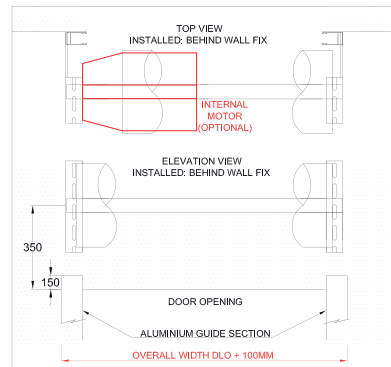 TOP VIEW
INSTALLED: BEHIND WALL FIX
INTERNAL
MOTOR
(OPTIONAL)
ELEVATION VIEW
INSTALLED: BEHIND WALL FIX
350
150
DOOR OPENING
ALUMINIUM GUIDE SECTION
OVERALL WIDTH DLO + 100MM